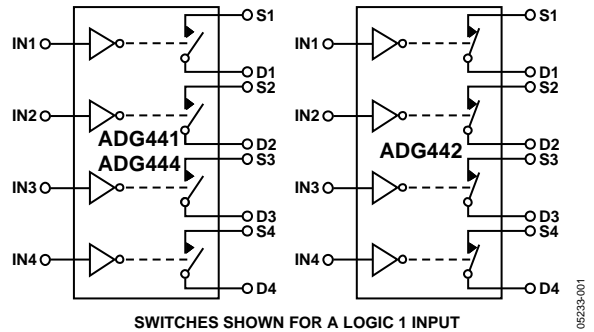 S1
IN1
D1
S2
IN2
ADG441
ADG444
D2
S3
IN3
D3
S4
IN4
D4
S1
IN1
D1
S2
IN2
ADG442
D2
S3
IN3
D3
S4
IN4
D4
SWITCHES SHOWN FOR A LOGIC 1 INPUT
05233-001